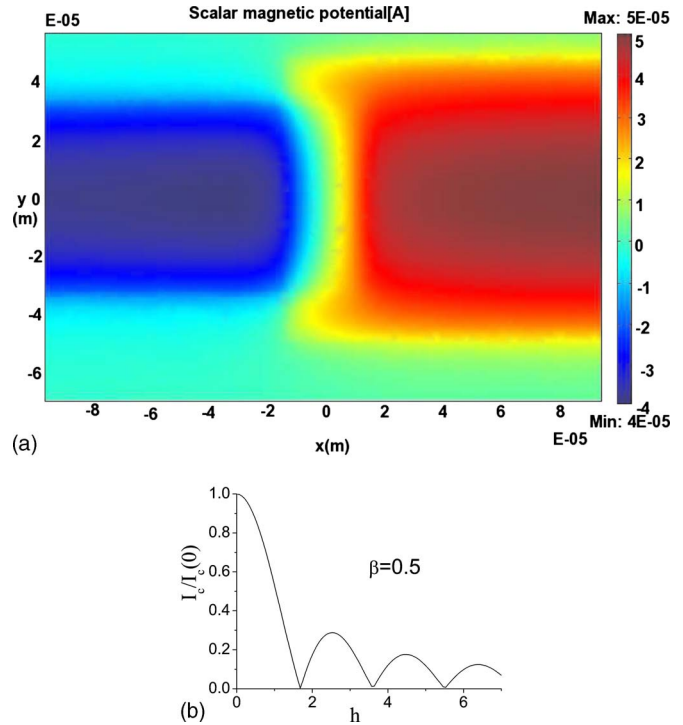 Scalar magnetic potential[A]
E-05
Max: 5E-05
4
2
y 0
(m)
-2
-4
-6
5
4
3
2
1
0
-1
-2
-3
-4
Min: 4E-05
-8 -6 -4 -2 0 2 4 6 8
x(m)
E-05
(a)
1.0
0.8
0.6
0.4
0.2
0.0
I_c/I_c(0)
β=0.5
0 2 4 6
h
(b)